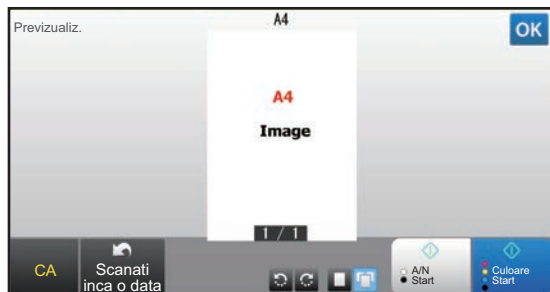 Previzualiz.
A4
OK
A4
Image
1 / 1
CA
Scanati
inca o data
A/N
Start
Culoare
Start